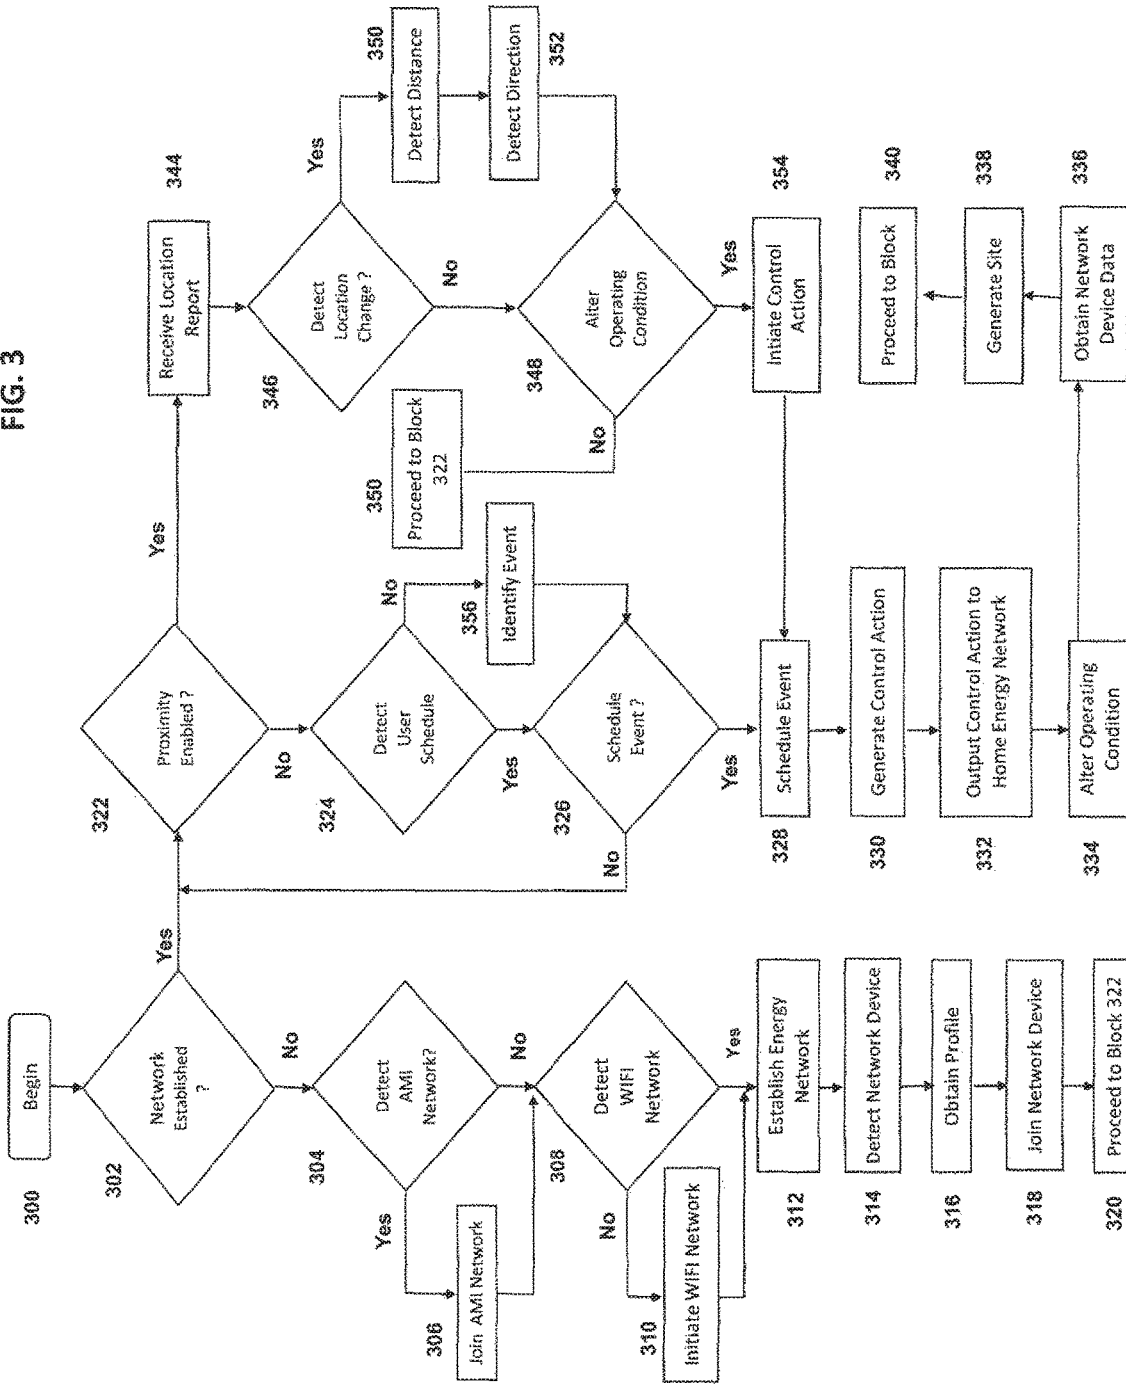 FIG. 3
300
Begin
302
Network
Established
?
Yes
No
304
Detect
AMI
Network?
Yes
No
306
Join AMI Network
308
Detect
WIFI
Network
No
Yes
310
Initiate WIFI Network
312
Establish Energy
Network
314
Detect Network Device
316
Obtain Profile
318
Join Network Device
320
Proceed to Block 322
322
Proximity
Enabled ?
Yes
No
324
Detect
User
Schedule
No
Yes
356
Identify Event
326
Schedule
Event ?
No
Yes
328
Schedule Event
330
Generate Control Action
332
Output Control Action to
Home Energy Network
334
Alter Operating
Condition
344
Receive Location
Report
346
Detect
Location
Change ?
Yes
No
350
Detect Distance
352
Detect Direction
348
Alter
Operating
Condition
No
Yes
350
Proceed to Block
322
354
Intiate Control
Action
340
Proceed to Block
338
Generate Site
336
Obtain Network
Device Data